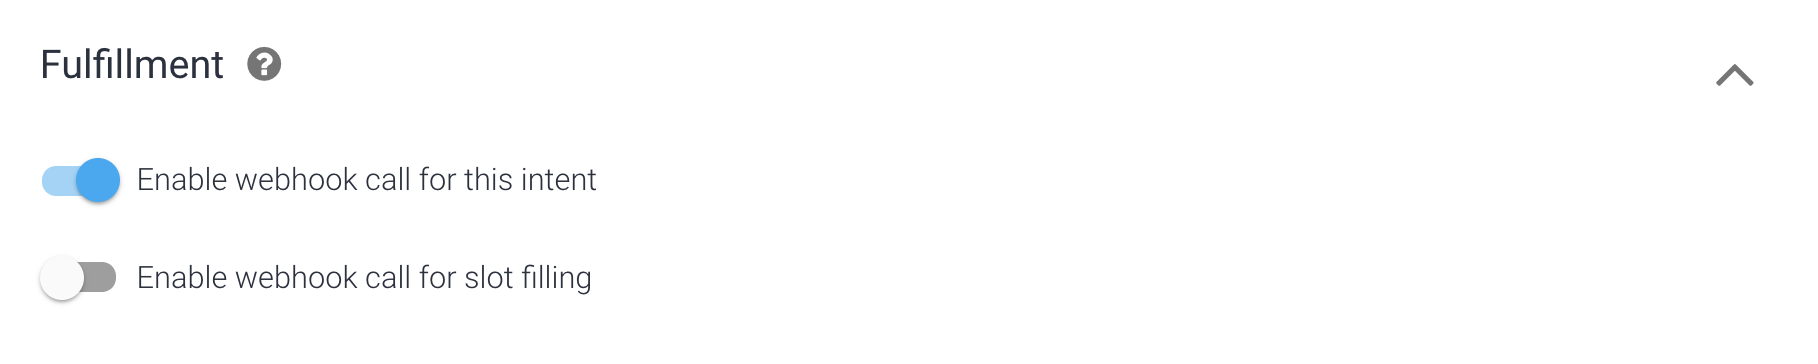 Fulfillment ?
Enable webhook call for this intent
Enable webhook call for slot filling